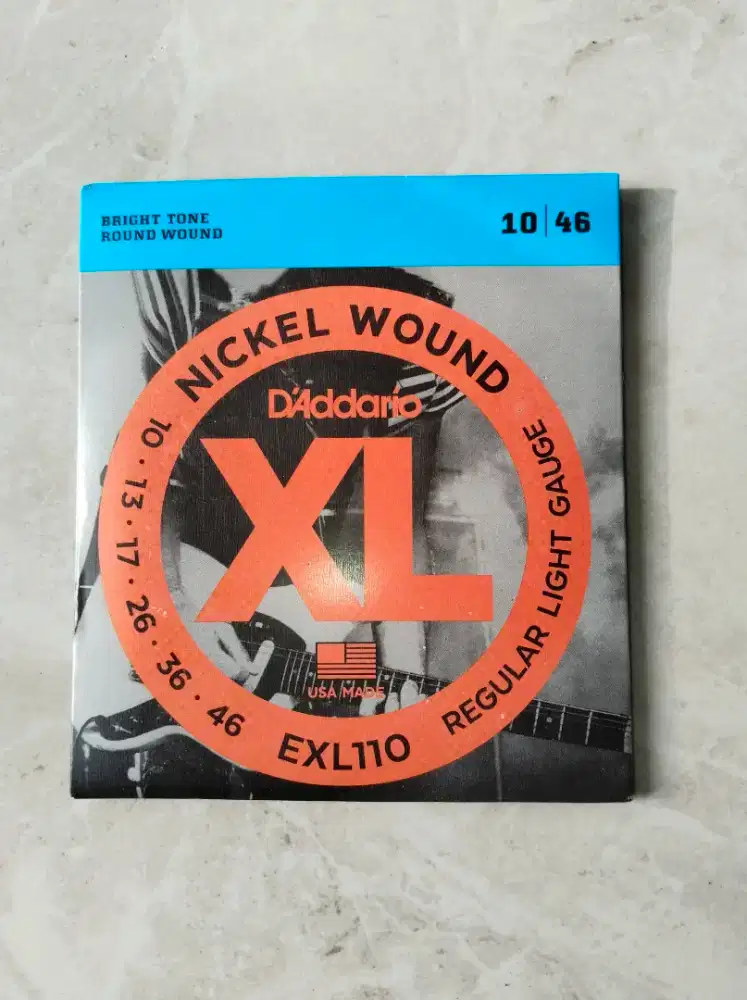 BRIGHT TONE
ROUND WOUND
10|46
NICKEL WOUND
D'Addario
XL
10 · 13 · 17 · 26 · 36 · 46
REGULAR LIGHT GAUGE
USA MADE
EXL110